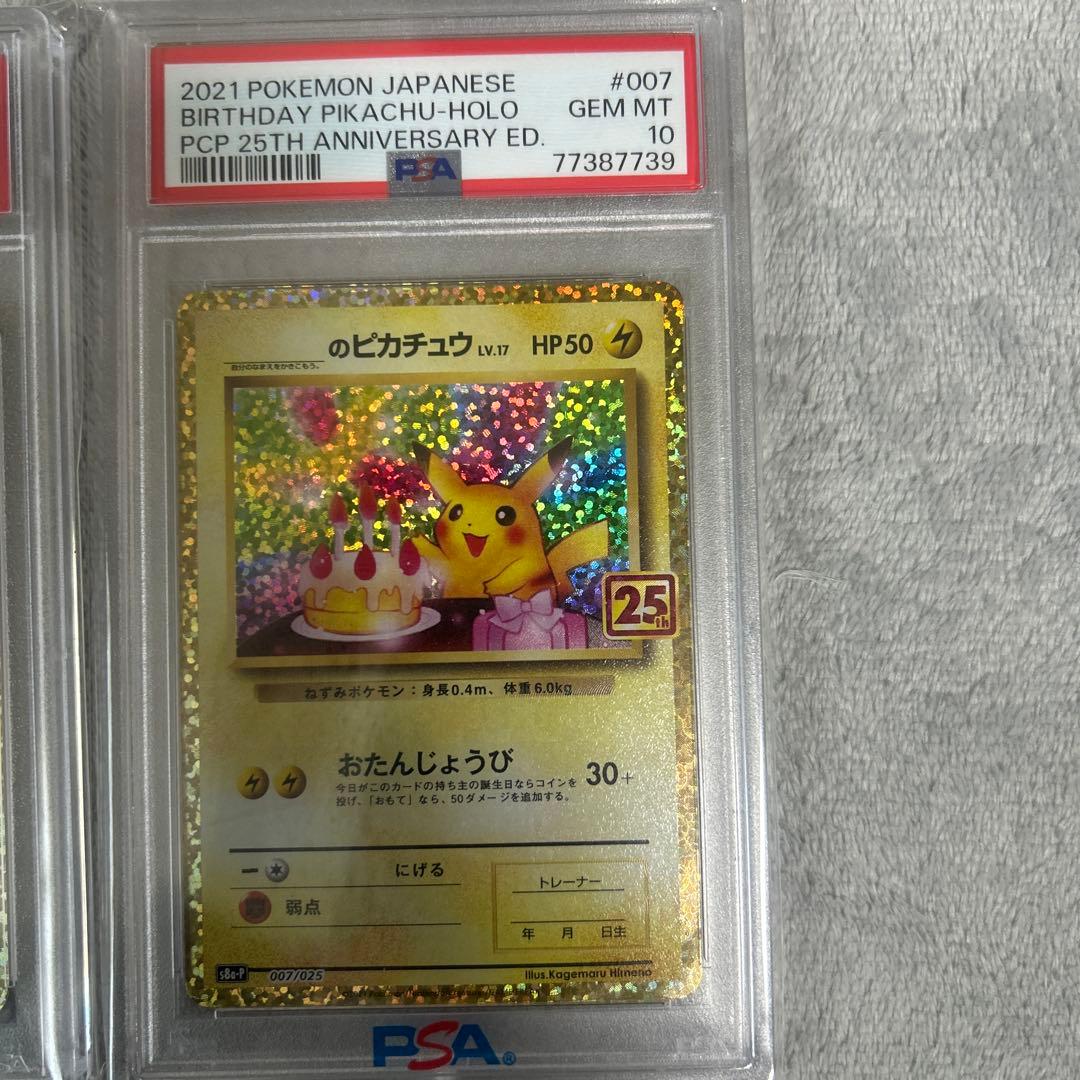 2021 POKEMON JAPANESE #007
BIRTHDAY PIKACHU-HOLO GEM MT
PCP 25TH ANNIVERSARY ED. 10
PSA 77387739
のピカチュウ LV.17 HP50
自分のなまえをかきこもう。
25th
ねずみポケモン：身長0.4m、体重6.0kg
おたんじょうび 30+
今日がこのカードの持ち主の誕生日ならコインを
投げ、「おもて」なら、50ダメージを追加する。
にげる
弱点
トレーナー
年 月 日生
s8a-P 007/025 Illus.Kagemaru Himeno
PSA®